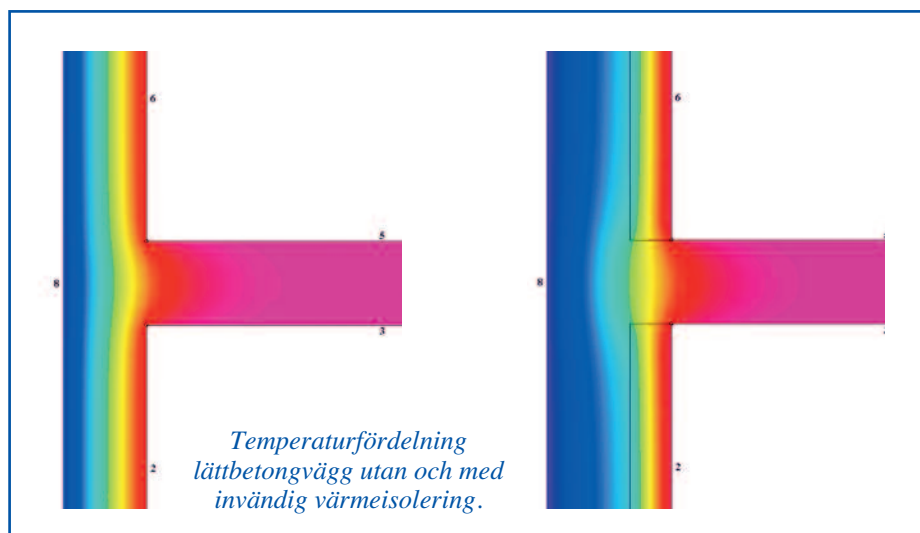 6
6
5
8
8
3
Temperaturfördelning
lättbetongvägg utan och med
invändig värmeisolering.
2
2